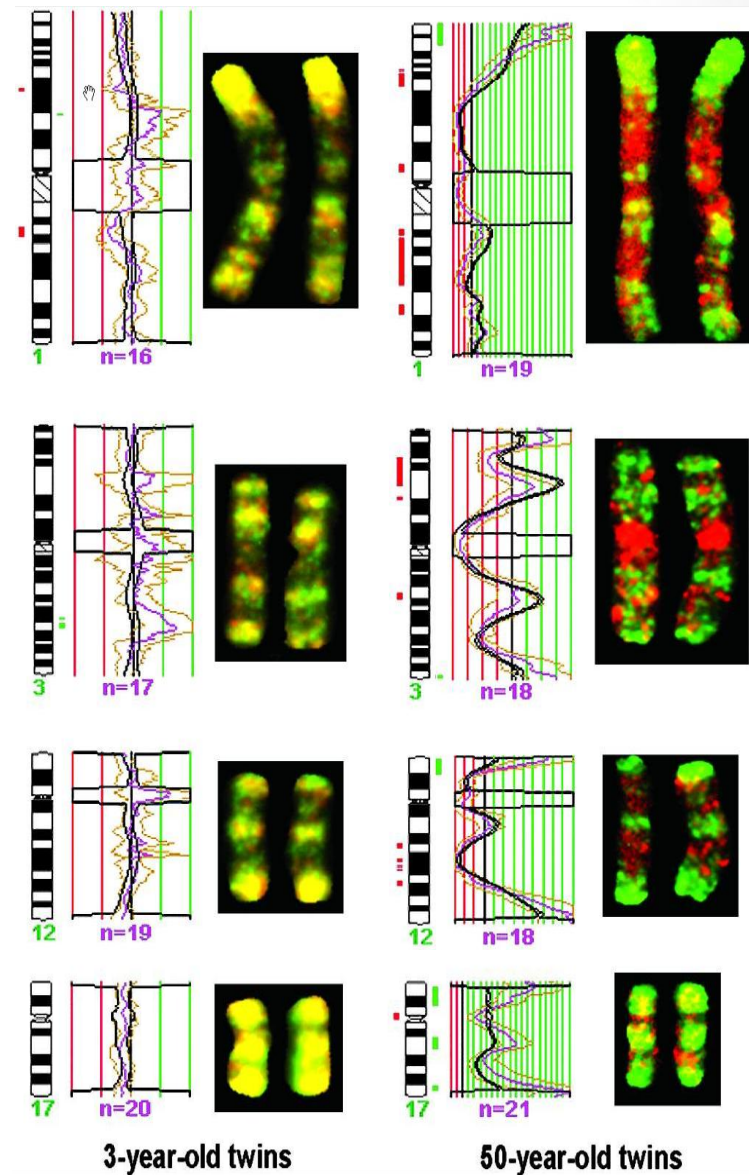 1 n=16
1 n=19
3 n=17
3 n=18
12 n=19
12 n=18
17 n=20
17 n=21
3-year-old twins
50-year-old twins